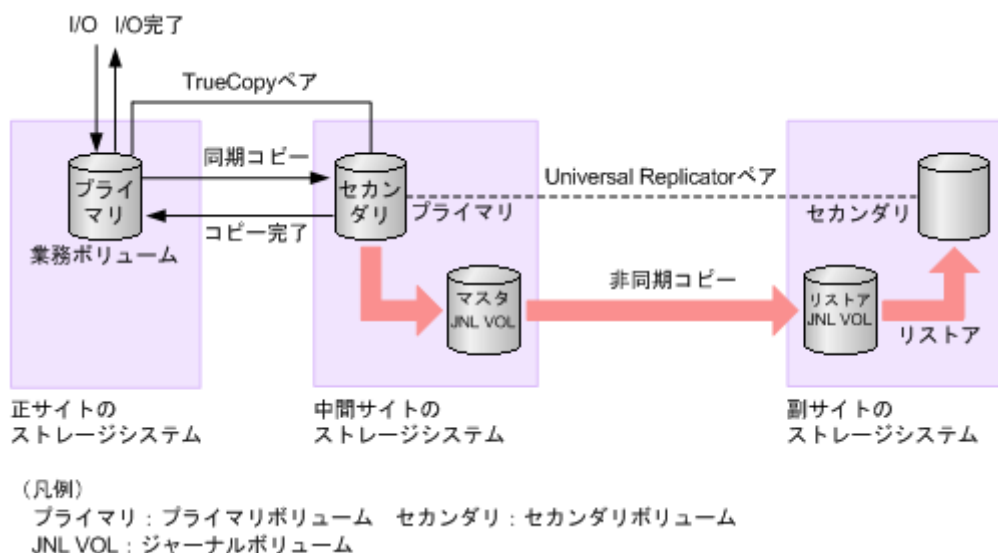 I/O I/O完了
TrueCopyペア
プライ
マリ
業務ボリューム
同期コピー
コピー完了
セカン
ダリ
プライマリ
Universal Replicatorペア
セカンダリ
マスタ
JNL VOL
非同期コピー
リストア
JNL VOL
リストア
正サイトの
ストレージシステム
中間サイトの
ストレージシステム
副サイトの
ストレージシステム
（凡例）
プライマリ：プライマリボリューム セカンダリ：セカンダリボリューム
JNL VOL：ジャーナルボリューム